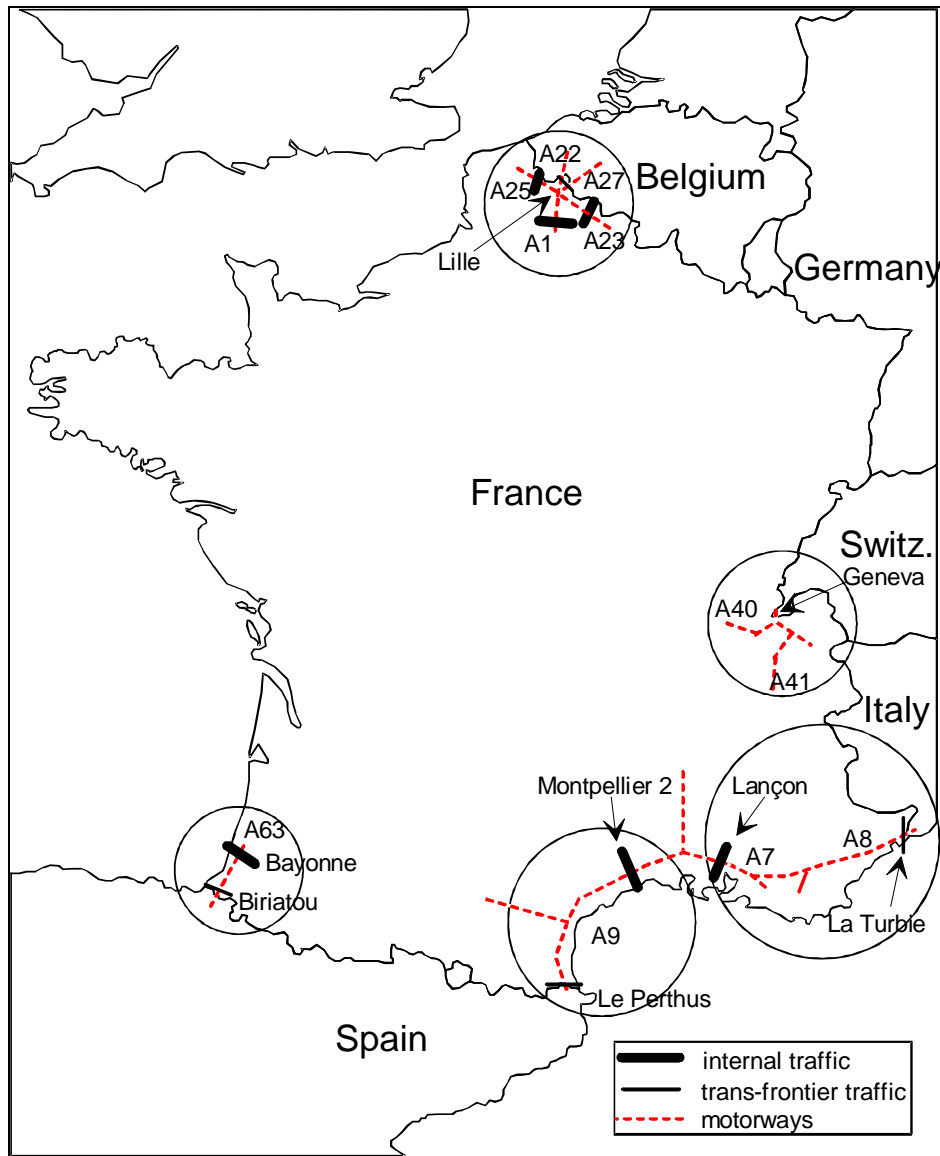 A22
A25
A27
Belgium
A1
A23
Lille
Germany
France
Switz.
Geneva
A40
A41
Italy
Montpellier 2
Lançon
A63
A8
A7
Bayonne
Biriatou
La Turbie
A9
Le Perthus
Spain
internal traffic
trans-frontier traffic
motorways